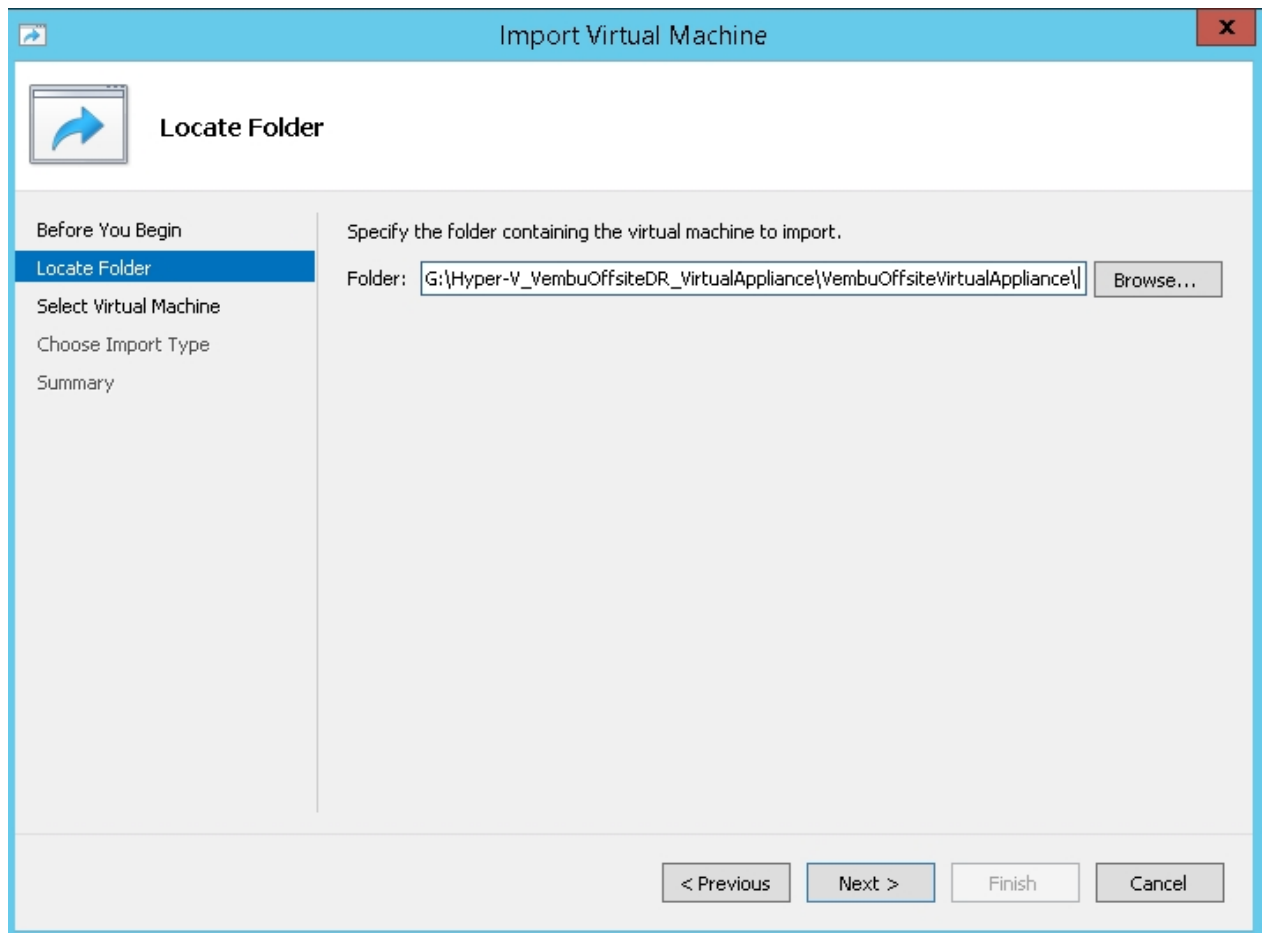 Import Virtual Machine
x
Locate Folder
Before You Begin
Locate Folder
Select Virtual Machine
Choose Import Type
Summary
Specify the folder containing the virtual machine to import.
Folder: G:\Hyper-V_VembuOffsiteDR_VirtualAppliance\VembuOffsiteVirtualAppliance\ Browse...
< Previous Next > Finish Cancel